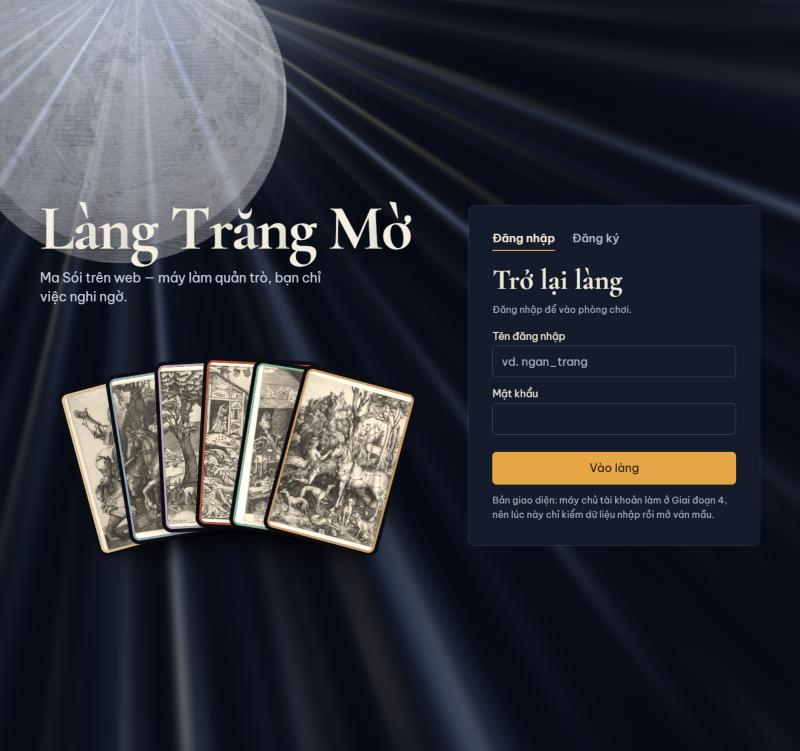 Làng Trăng Mờ
Ma Sói trên web — máy làm quản trò, bạn chỉ
việc nghi ngờ.
Đăng nhập
Đăng ký
Trở lại làng
Đăng nhập để vào phòng chơi.
Tên đăng nhập
vd. ngan_trang
Mật khẩu
Vào làng
Bản giao diện: máy chủ tài khoản làm ở Giai đoạn 4,
nên lúc này chỉ kiểm dữ liệu nhập rồi mở ván mẫu.